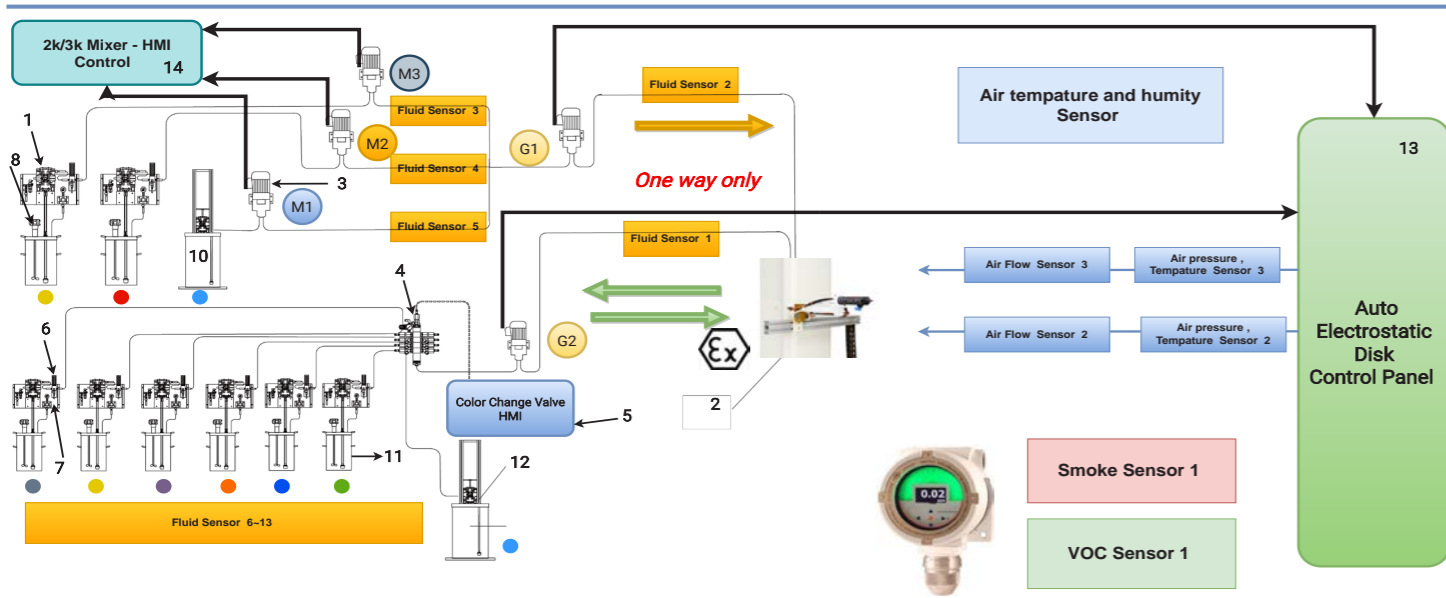 2k/3k Mixer - HMI
Control
14
M3
M2
M1
1
8
3
10
Fluid Sensor 3
Fluid Sensor 4
Fluid Sensor 5
G1
Fluid Sensor 2
One way only
Fluid Sensor 1
Air tempature and humity
Sensor
13
Auto
Electrostatic
Disk
Control Panel
Air Flow Sensor 3
Air pressure ,
Tempature Sensor 3
Air Flow Sensor 2
Air pressure ,
Tempature Sensor 2
4
6
7
11
G2
Ex
Color Change Valve
HMI
5
2
12
Fluid Sensor 6~13
0.02
Smoke Sensor 1
VOC Sensor 1